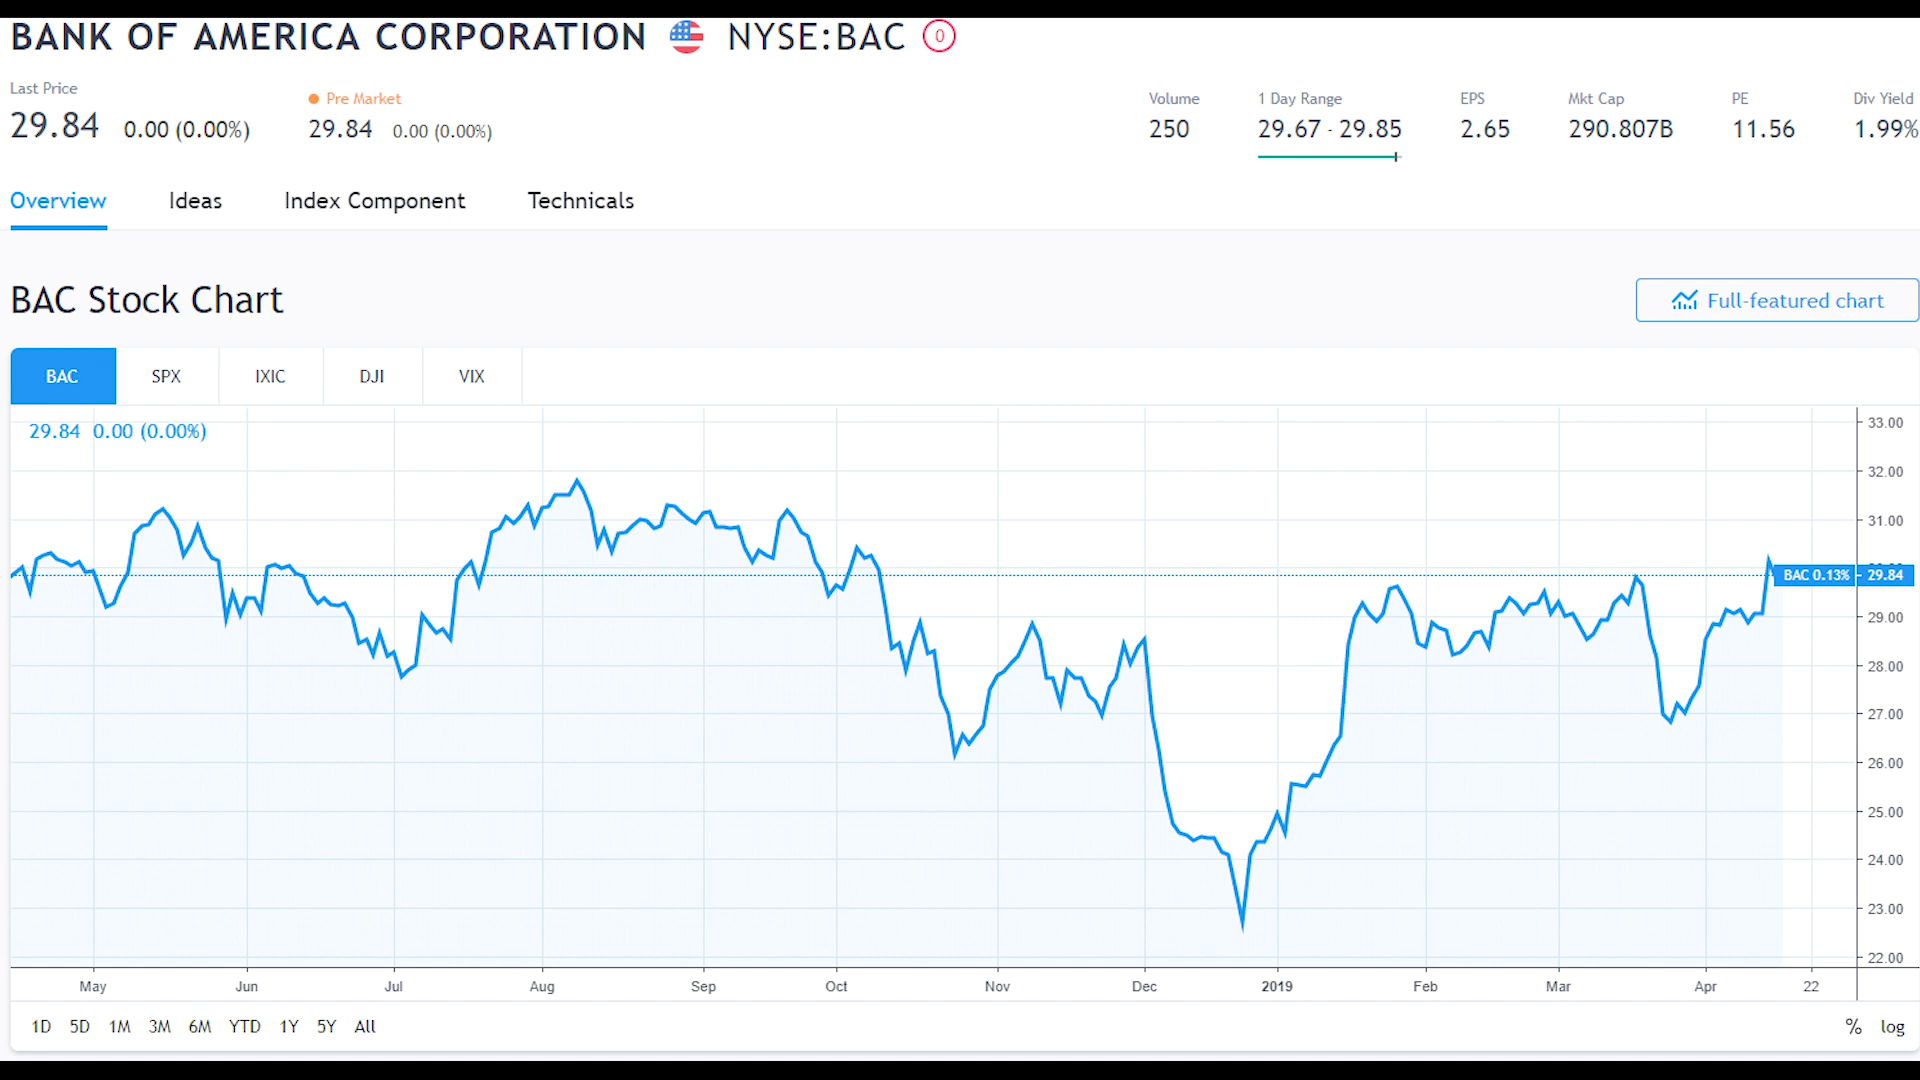 BANK OF AMERICA CORPORATION NYSE:BAC 0
Last Price
Pre Market
Volume 1 Day Range EPS Mkt Cap PE Div Yield
29.84 0.00 (0.00%) 29.84 0.00 (0.00%) 250 29.67 - 29.85 2.65 290.807B 11.56 1.99%
Overview Ideas Index Component Technicals
BAC Stock Chart Full-featured chart
BAC SPX IXIC DJI VIX
29.84 0.00 (0.00%)
33.00
32.00
31.00
BAC 0.13% 29.84
29.00
28.00
27.00
26.00
25.00
24.00
23.00
22.00
May Jun Jul Aug Sep Oct Nov Dec 2019 Feb Mar Apr 22
1D 5D 1M 3M 6M YTD 1Y 5Y All % log